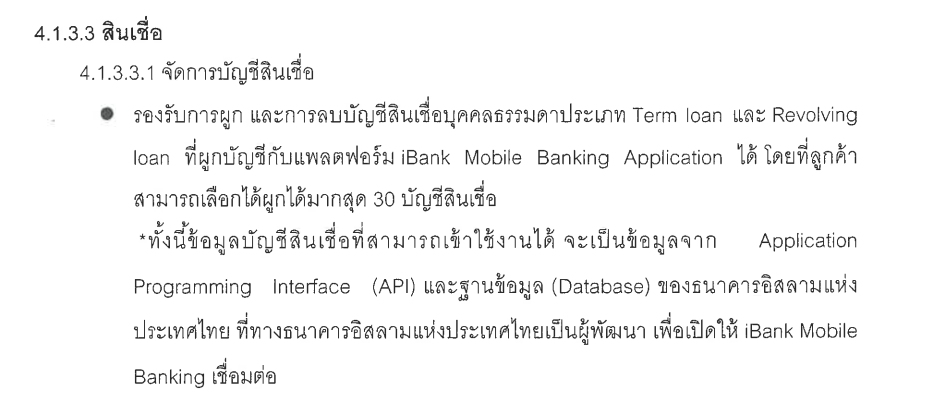 4.1.3.3 สินเชื่อ
4.1.3.3.1 จัดการบัญชีสินเชื่อ
● รองรับการผูก และการลบบัญชีสินเชื่อบุคคลธรรมดาประเภท Term loan และ Revolving
loan ที่ผูกบัญชีกับแพลตฟอร์ม iBank Mobile Banking Application ได้ โดยที่ลูกค้า
สามารถเลือกได้ผูกได้มากสุด 30 บัญชีสินเชื่อ
*ทั้งนี้ข้อมูลบัญชีสินเชื่อที่สามารถเข้าใช้งานได้ จะเป็นข้อมูลจาก Application
Programming Interface (API) และฐานข้อมูล (Database) ของธนาคารอิสลามแห่ง
ประเทศไทย ที่ทางธนาคารอิสลามแห่งประเทศไทยเป็นผู้พัฒนา เพื่อเปิดให้ iBank Mobile
Banking เชื่อมต่อ